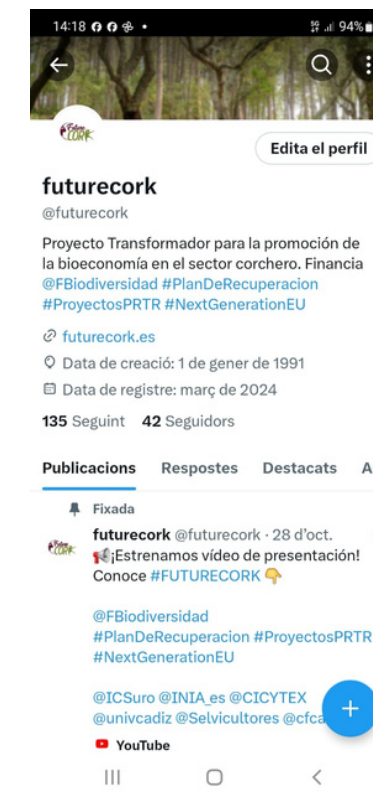 14:18
94%
Future
CORK
Edita el perfil
futurecork
@futurecork
Proyecto Transformador para la promoción de
la bioeconomía en el sector corchero. Financia
@FBiodiversidad #PlanDeRecuperacion
#ProyectosPRTR #NextGenerationEU
futurecork.es
Data de creació: 1 de gener de 1991
Data de registre: març de 2024
135 Seguint 42 Seguidors
Publicacions Respostes Destacats A
Fixada
futurecork @futurecork · 28 d’oct.
¡Estrenamos vídeo de presentación!
Conoce #FUTURECORK
@FBiodiversidad
#PlanDeRecuperacion #ProyectosPRTR
#NextGenerationEU
@ICSuro @INIA_es @CICYTEX
@univcadiz @Selvicultores @cfca
YouTube